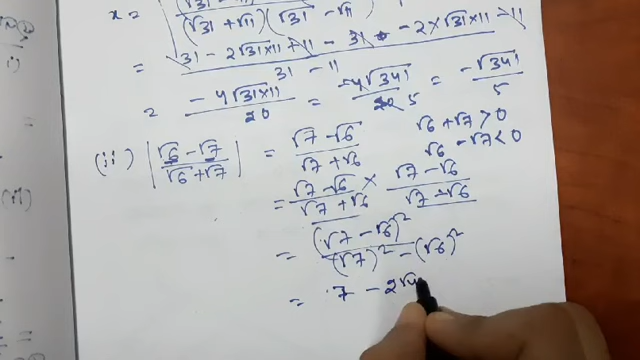 x = (√31 + √11)(√31 - √11)
= 31 - 2√31×11 + 11 - 31 - 2×√31×11 - 11 / 31 - 11
= -4√31×11 / 20 = -4√341 / 20 5 = -√341 / 5
(ii) |√6 - √7 / √6 + √7| = √7 - √6 / √7 + √6 √6 + √7 > 0
√6 - √7 < 0
= √7 - √6 / √7 + √6 × √7 - √6 / √7 - √6
= (√7 - √6)² / (√7)² - (√6)²
= 7 - 2√4